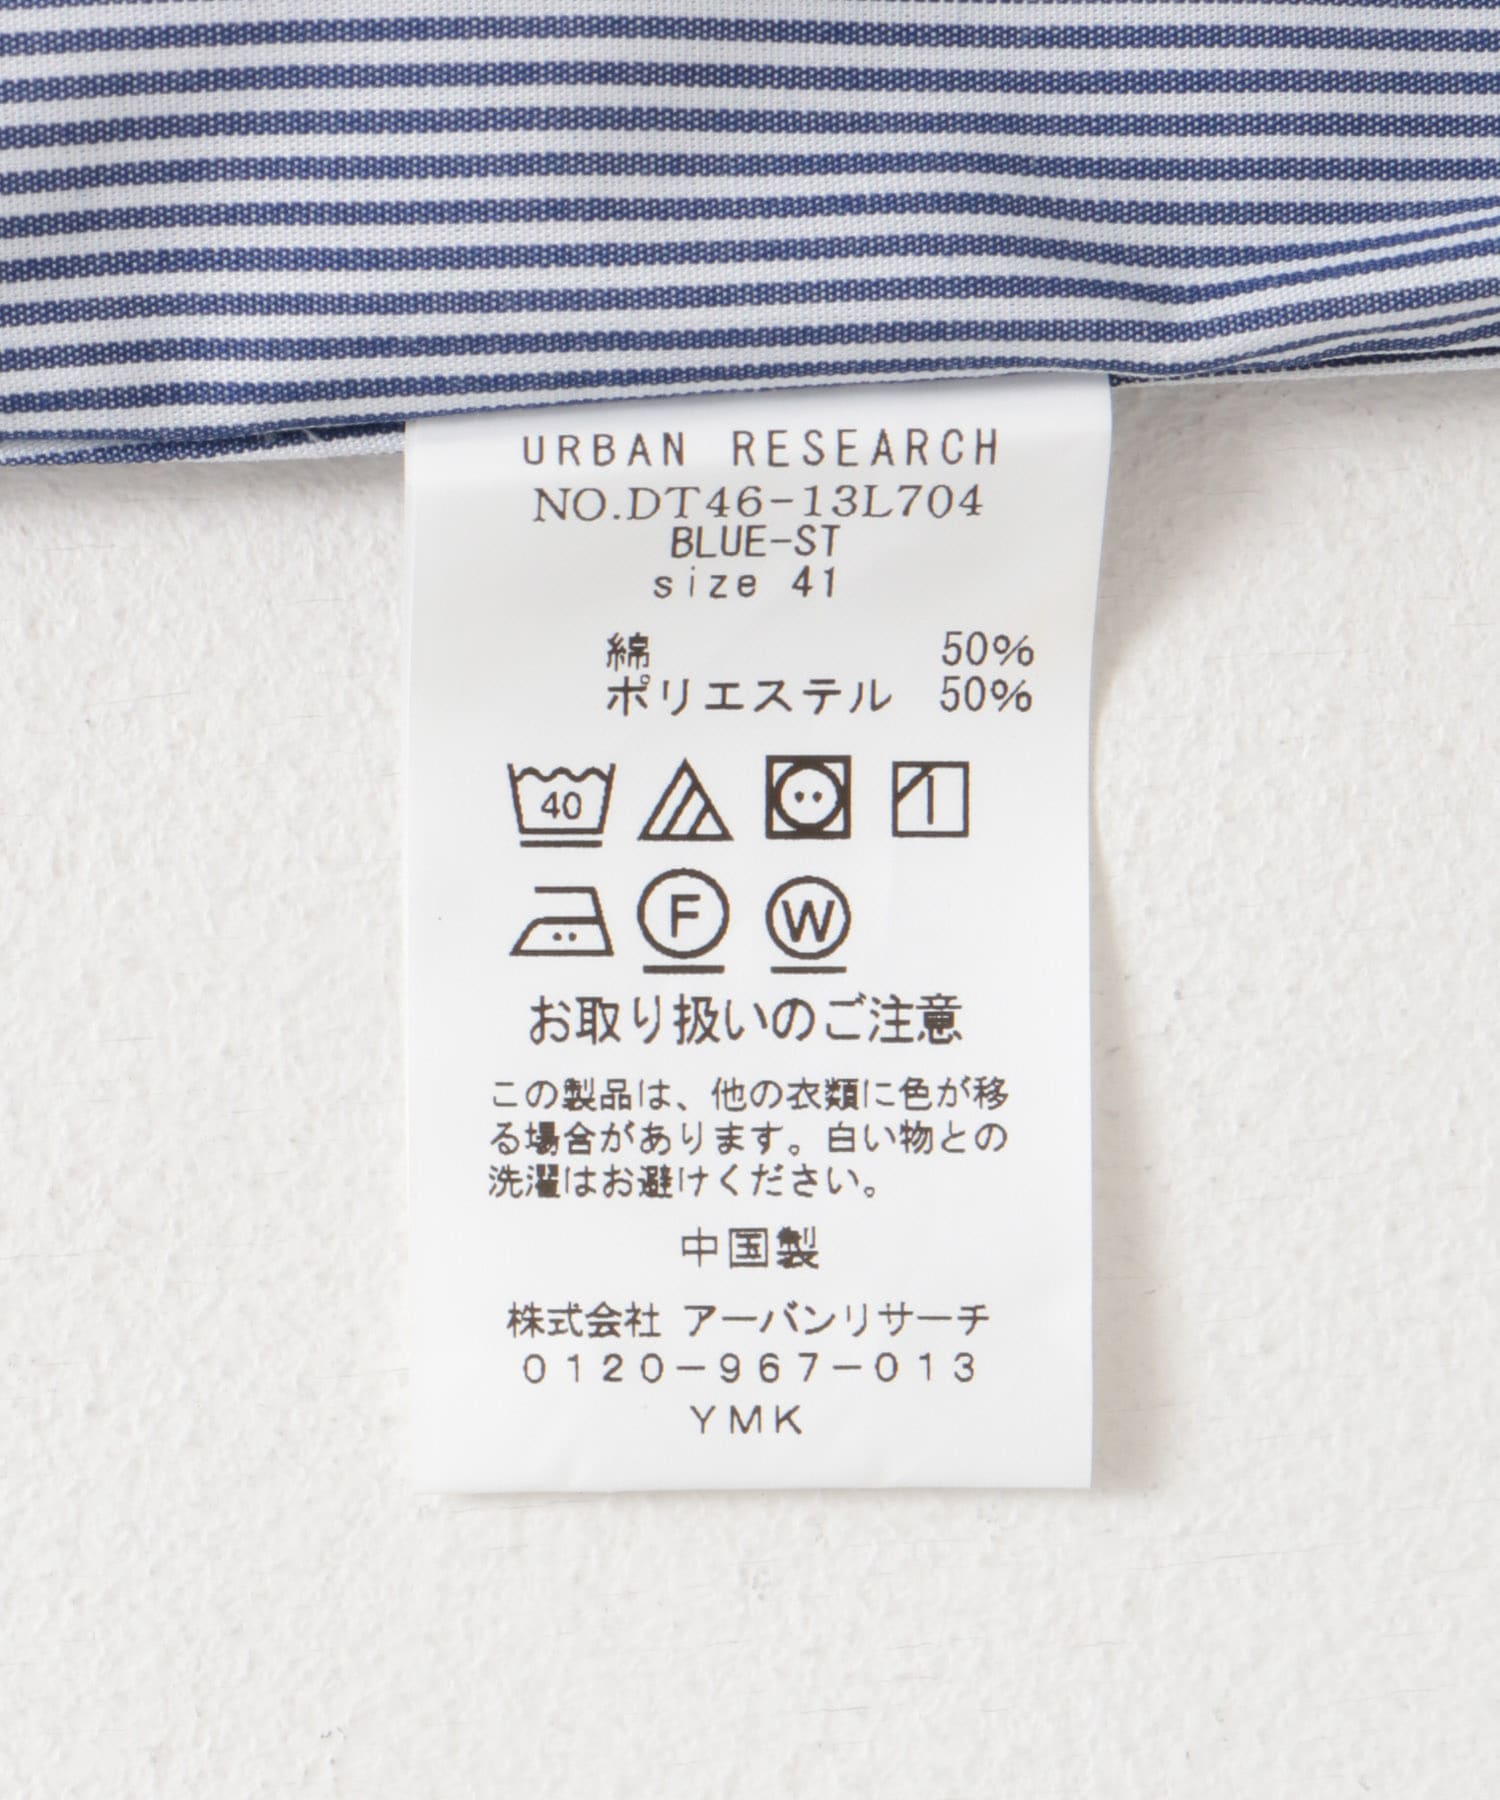 URBAN RESEARCH
NO.DT46-13L704
BLUE-ST
size 41
綿 50%
ポリエステル 50%
40
F W
お取り扱いのご注意
この製品は、他の衣類に色が移
る場合があります。白い物との
洗濯はお避けください。
中国製
株式会社 アーバンリサーチ
0120-967-013
YMK